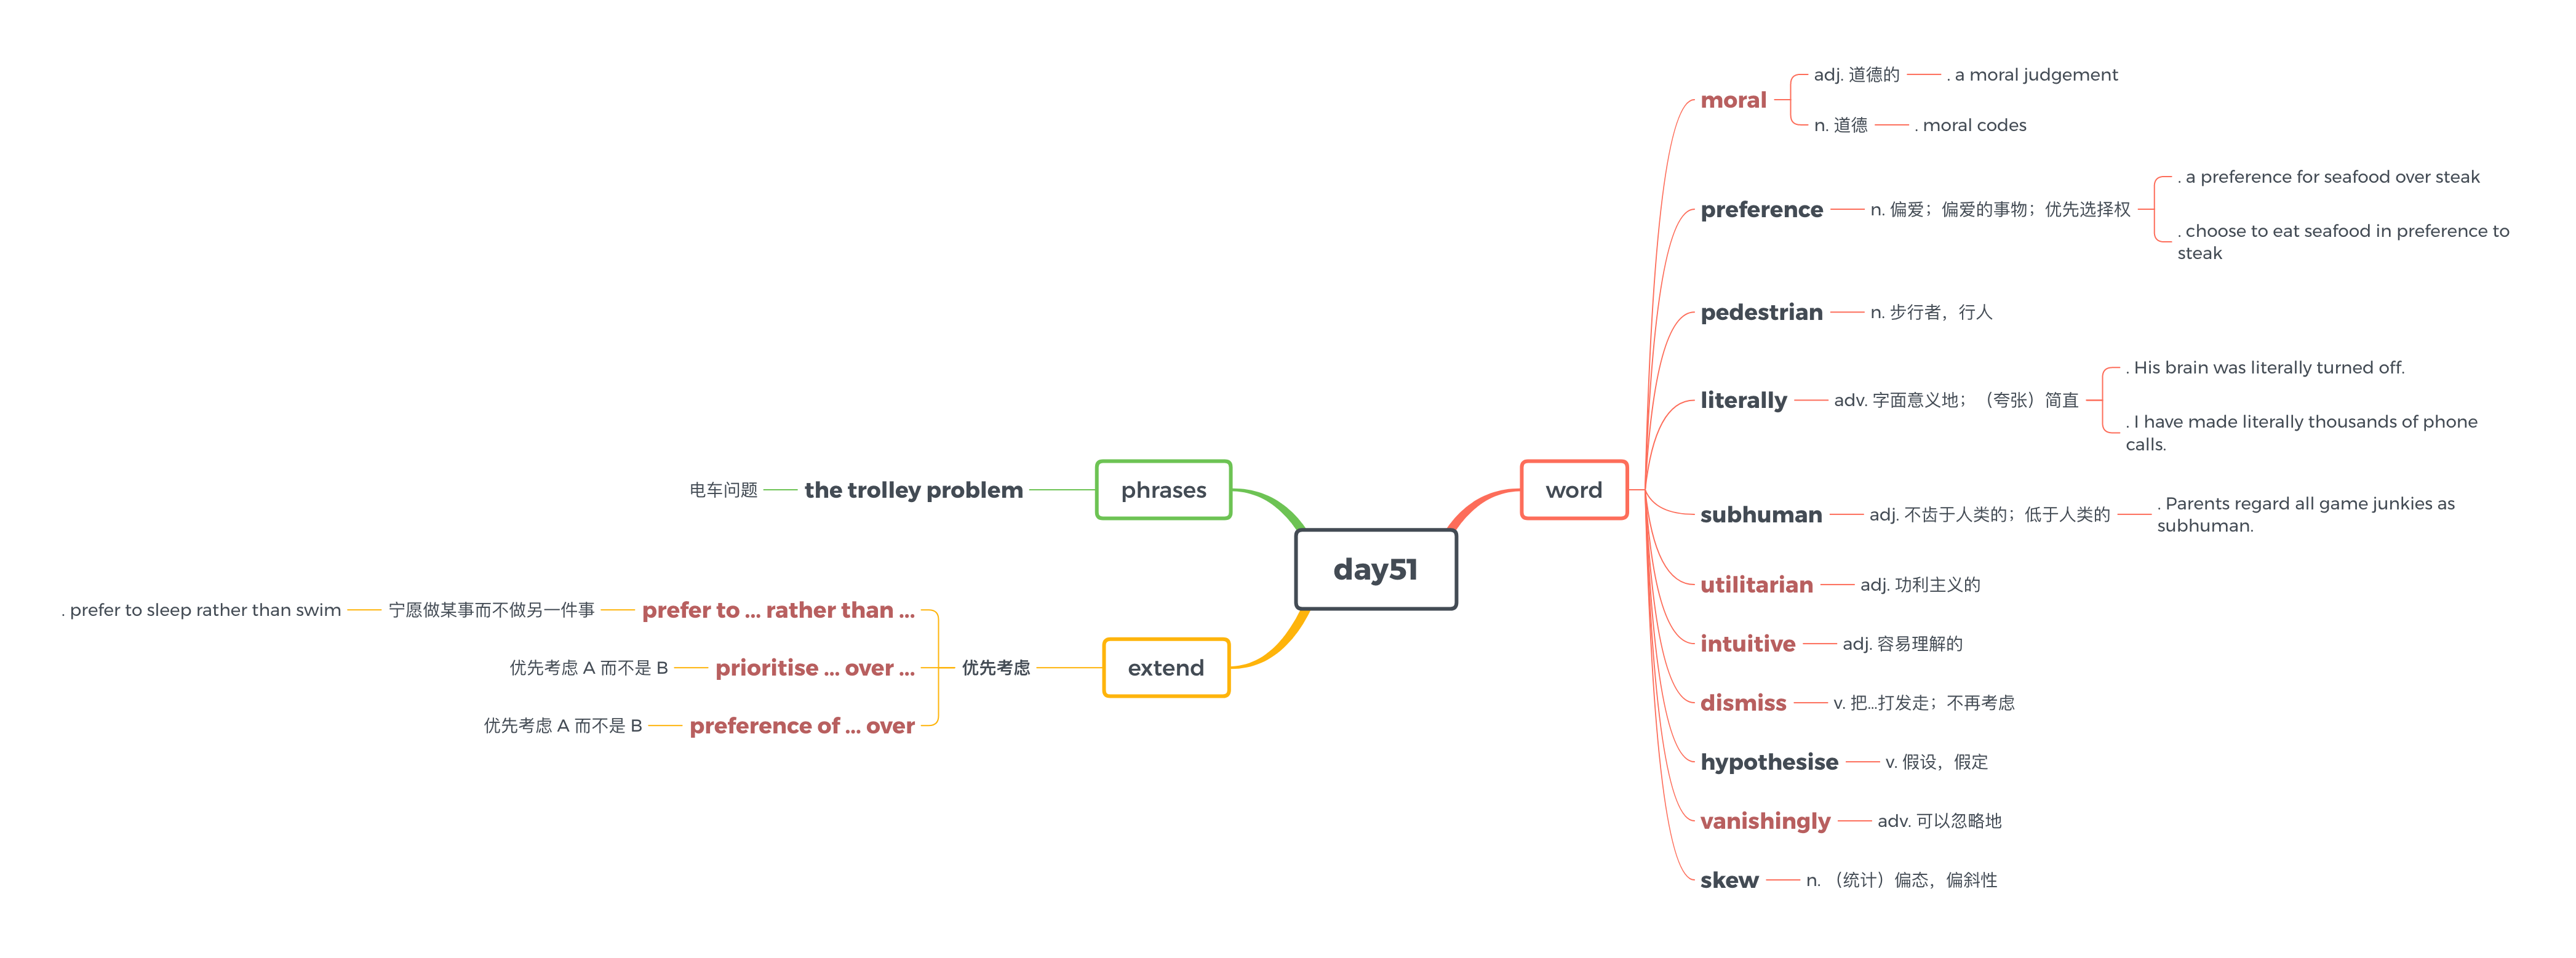 day51
word
moral
adj. 道德的
. a moral judgement
n. 道德
. moral codes
preference
n. 偏爱；偏爱的事物；优先选择权
. a preference for seafood over steak
. choose to eat seafood in preference to
steak
pedestrian
n. 步行者，行人
literally
adv. 字面意义地；（夸张）简直
. His brain was literally turned off.
. I have made literally thousands of phone
calls.
subhuman
adj. 不齿于人类的；低于人类的
. Parents regard all game junkies as
subhuman.
utilitarian
adj. 功利主义的
intuitive
adj. 容易理解的
dismiss
v. 把...打发走；不再考虑
hypothesise
v. 假设，假定
vanishingly
adv. 可以忽略地
skew
n. （统计）偏态，偏斜性
phrases
the trolley problem
电车问题
extend
优先考虑
prefer to ... rather than ...
宁愿做某事而不做另一件事
. prefer to sleep rather than swim
prioritise ... over ...
优先考虑 A 而不是 B
preference of ... over
优先考虑 A 而不是 B